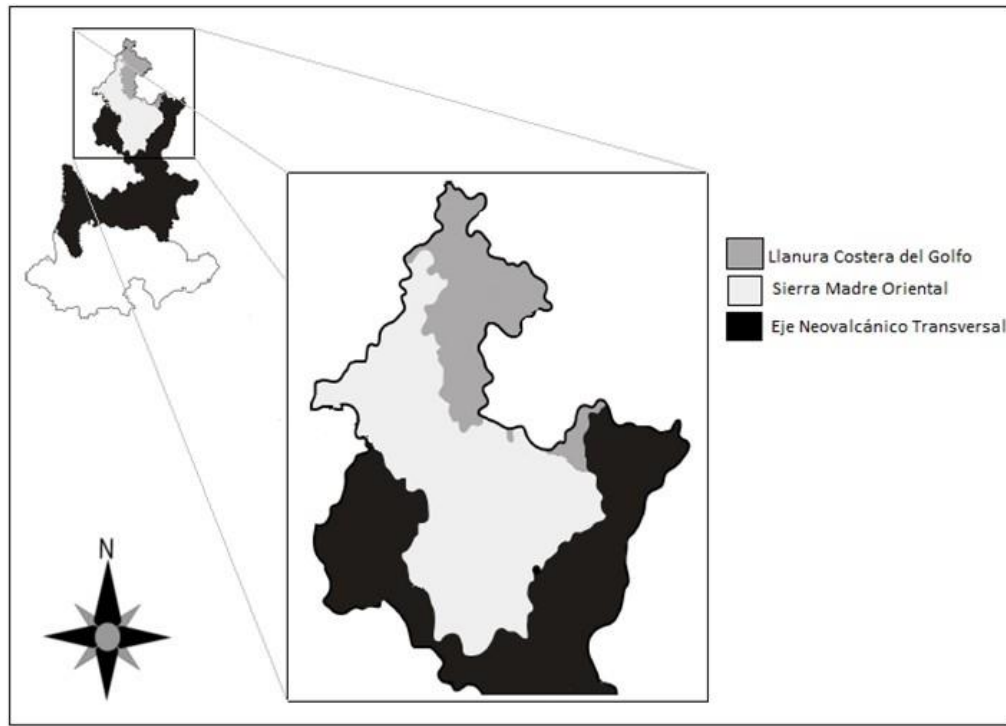 Llanura Costera del Golfo
Sierra Madre Oriental
Eje Neovalcánico Transversal
N